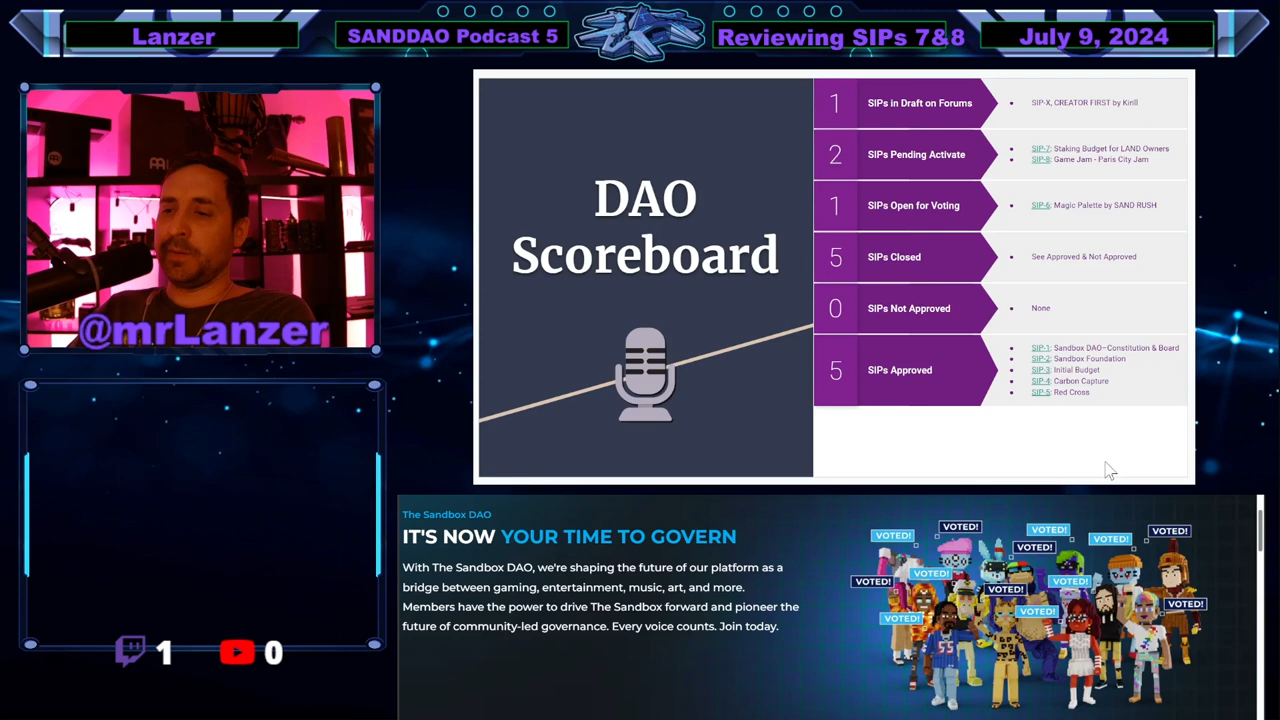 Lanzer
SANDDAO Podcast 5
Reviewing SIPs 7&8
July 9, 2024
@mrLanzer
1
0
DAO
Scoreboard
1 SIPs in Draft on Forums
• SIP-X, CREATOR FIRST by Kirill
2 SIPs Pending Activate
• SIP-7: Staking Budget for LAND Owners
• SIP-8: Game Jam - Paris City Jam
1 SIPs Open for Voting
• SIP-6: Magic Palette by SAND RUSH
5 SIPs Closed
• See Approved & Not Approved
0 SIPs Not Approved
• None
5 SIPs Approved
• SIP-1: Sandbox DAO–Constitution & Board
• SIP-2: Sandbox Foundation
• SIP-3: Initial Budget
• SIP-4: Carbon Capture
• SIP-5: Red Cross
The Sandbox DAO
IT'S NOW YOUR TIME TO GOVERN
With The Sandbox DAO, we're shaping the future of our platform as a
bridge between gaming, entertainment, music, art, and more.
Members have the power to drive The Sandbox forward and pioneer the
future of community-led governance. Every voice counts. Join today.
VOTED!
VOTED!
VOTED!
VOTED!
VOTED!
VOTED!
VOTED!
VOTED!
VOTED!
VOTED!
VOTED!
VOTED!
VOTED!
55